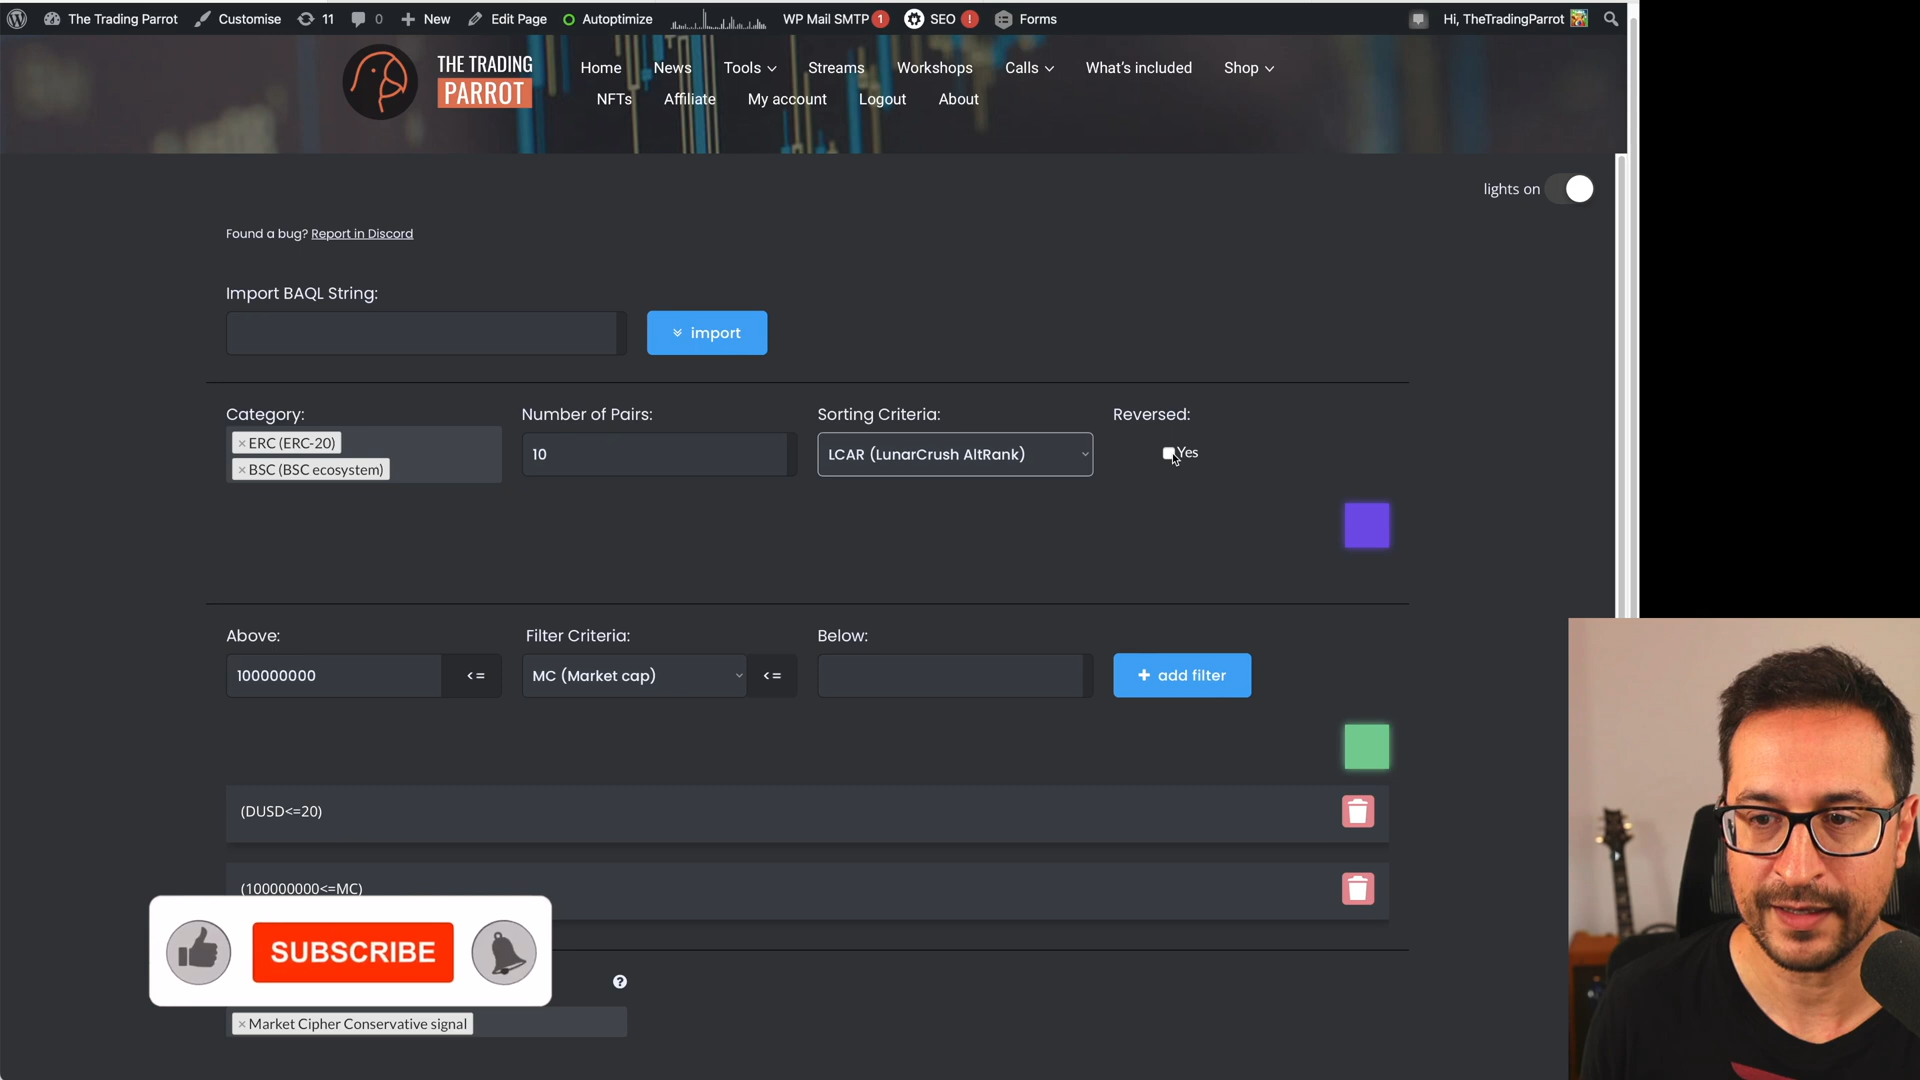 The Trading Parrot Customise 11 0 New Edit Page Autoptimize WP Mail SMTP 1 SEO ! Forms Hi, TheTradingParrot
THE TRADING
PARROT
Home News Tools Streams Workshops Calls What's included Shop
NFTs Affiliate My account Logout About
lights on
Found a bug? Report in Discord
Import BAQL String:
import
Category: Number of Pairs: Sorting Criteria: Reversed:
× ERC (ERC-20)
× BSC (BSC ecosystem)
10 LCAR (LunarCrush AltRank) Yes
Above: Filter Criteria: Below:
100000000 <= MC (Market cap) <= + add filter
(DUSD<=20)
(100000000<=MC)
SUBSCRIBE
?
× Market Cipher Conservative signal